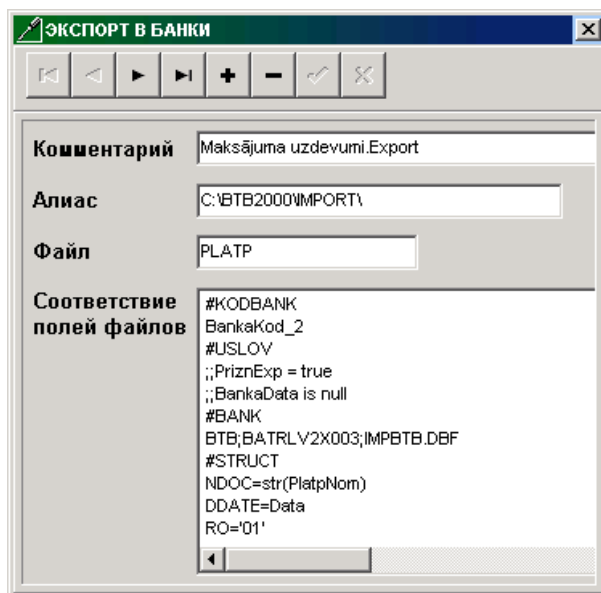 ЭКСПОРТ В БАНКИ
Комментарий
Maksājuma uzdevumi.Export
Алиас
C:\BTB2000\IMPORT\
Файл
PLATP
Соответствие
полей файлов
#KODBANK
BankaKod_2
#USLOV
;;PriznExp = true
;;BankaData is null
#BANK
BTB;BATRLV2X003;IMPBTB.DBF
#STRUCT
NDOC=str(PlatpNom)
DDATE=Data
RO='01'